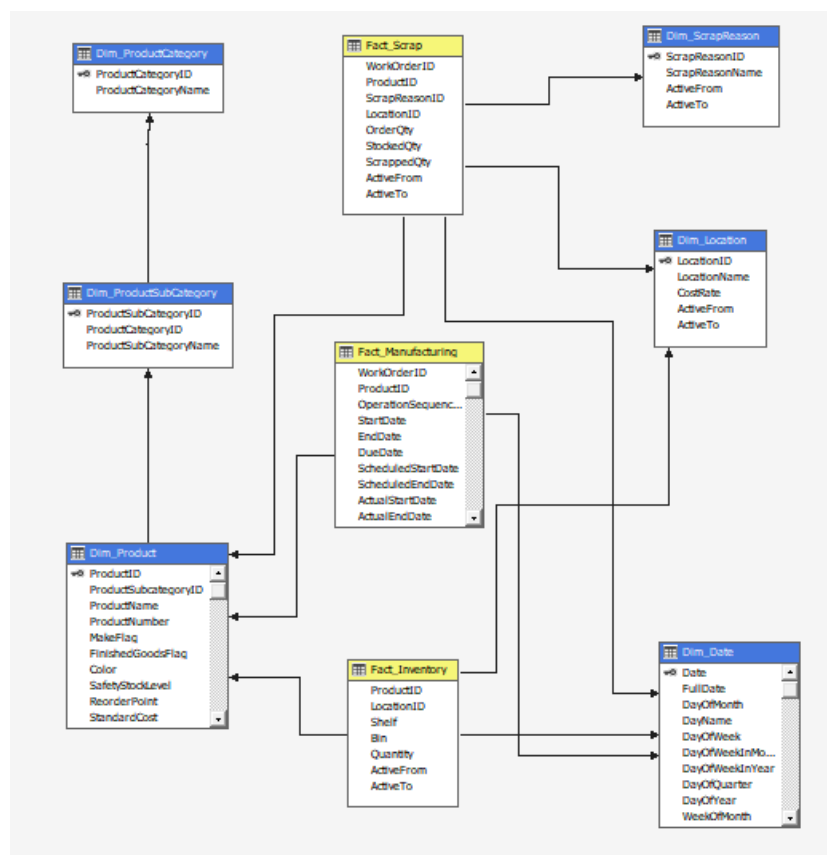 Dim_ProductCategory
ProductCategoryID
ProductCategoryName
Fact_Scrap
WorkOrderID
ProductID
ScrapReasonID
LocationID
OrderQty
StockedQty
ScrappedQty
ActiveFrom
ActiveTo
Dim_ScrapReason
ScrapReasonID
ScrapReasonName
ActiveFrom
ActiveTo
Dim_Location
LocationID
LocationName
CostRate
ActiveFrom
ActiveTo
Dim_ProductSubCategory
ProductSubCategoryID
ProductCategoryID
ProductSubCategoryName
Fact_Manufacturing
WorkOrderID
ProductID
OperationSequenc...
StartDate
EndDate
DueDate
ScheduledStartDate
ScheduledEndDate
ActualStartDate
ActualEndDate
Dim_Product
ProductID
ProductSubcategoryID
ProductName
ProductNumber
MakeFlag
FinishedGoodsFlag
Color
SafetyStockLevel
ReorderPoint
StandardCost
Fact_Inventory
ProductID
LocationID
Shelf
Bin
Quantity
ActiveFrom
ActiveTo
Dim_Date
Date
FullDate
DayOfMonth
DayName
DayOfWeek
DayOfWeekInMo...
DayOfWeekInYear
DayOfQuarter
DayOfYear
WeekOfMonth